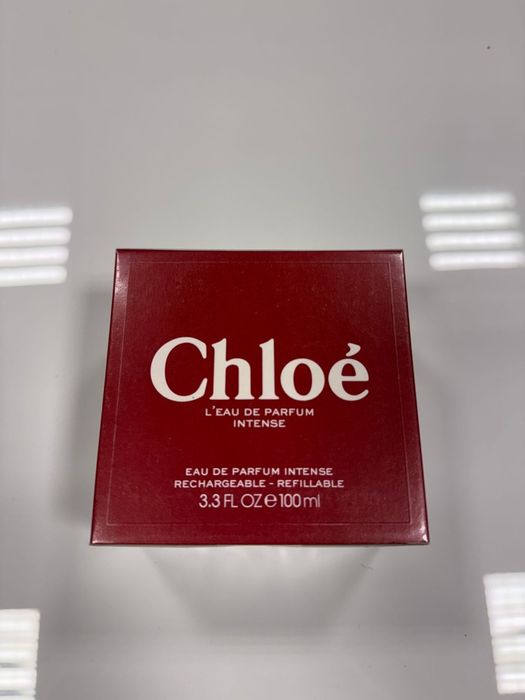 Chloé
L'EAU DE PARFUM
INTENSE
EAU DE PARFUM INTENSE
RECHARGEABLE - REFILLABLE
3.3 FL OZ ℮ 100 ml